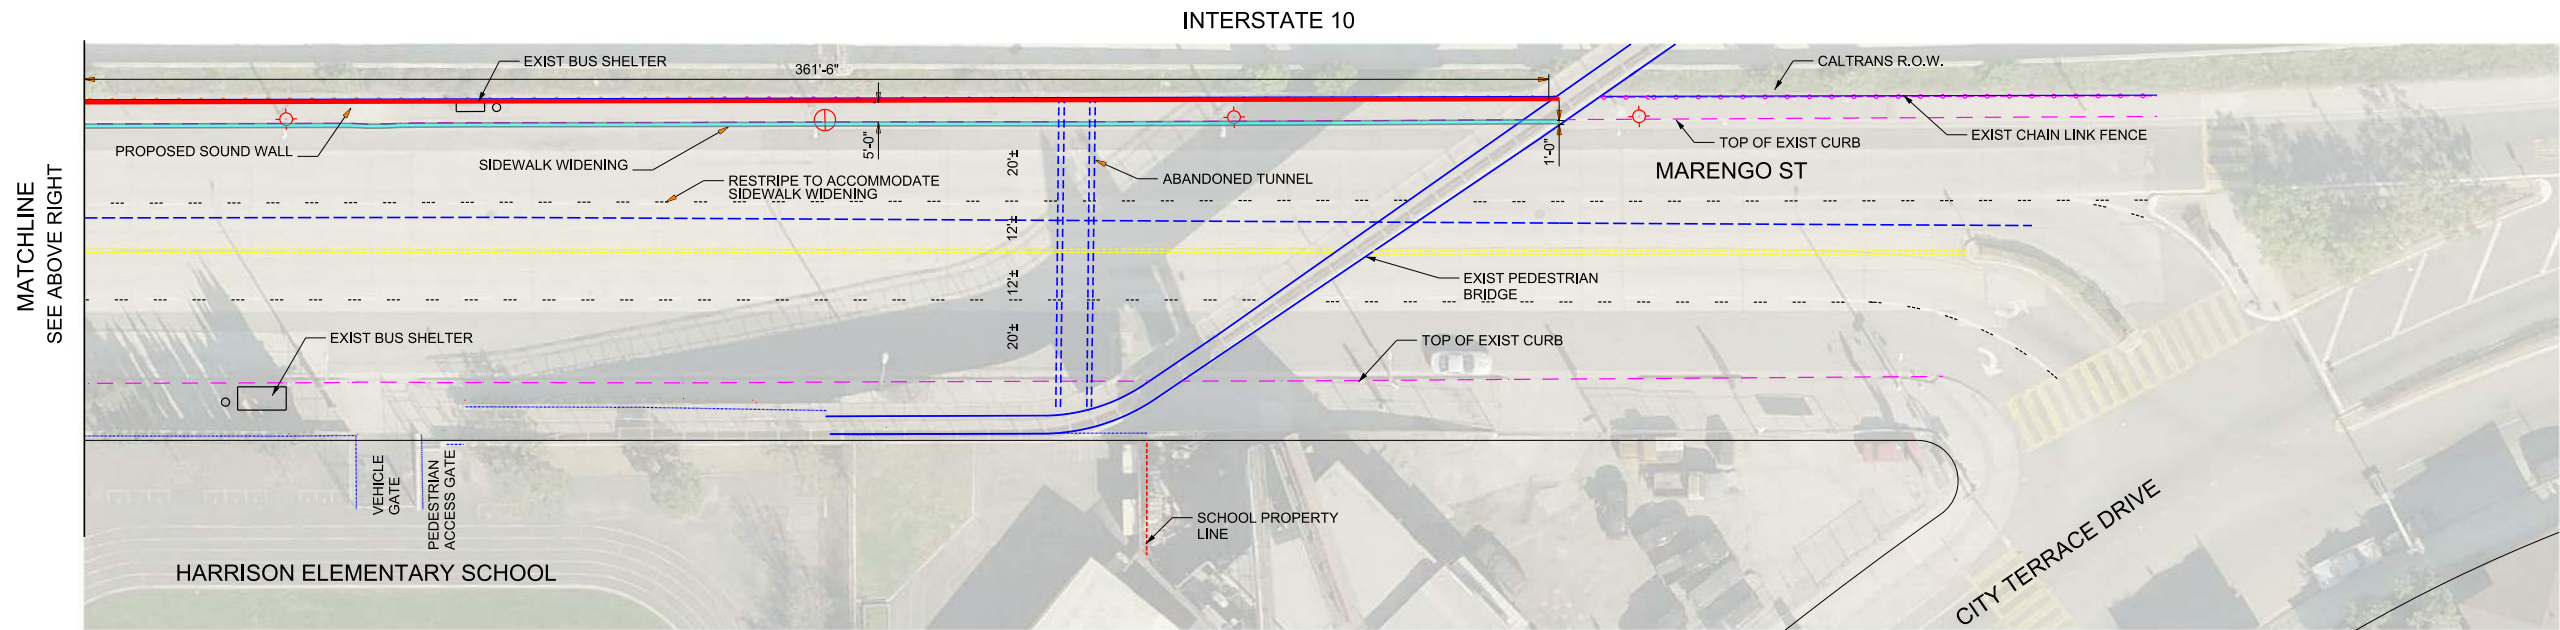 INTERSTATE 10
EXIST BUS SHELTER
361'-6"
CALTRANS R.O.W.
PROPOSED SOUND WALL
SIDEWALK WIDENING
5'-0"
20'±
1'-0"
TOP OF EXIST CURB
EXIST CHAIN LINK FENCE
MARENGO ST
RESTRIPE TO ACCOMMODATE
SIDEWALK WIDENING
ABANDONED TUNNEL
MATCHLINE
SEE ABOVE RIGHT
12'±
12'±
EXIST PEDESTRIAN
BRIDGE
EXIST BUS SHELTER
20'±
TOP OF EXIST CURB
VEHICLE
GATE
PEDESTRIAN
ACCESS GATE
SCHOOL PROPERTY
LINE
HARRISON ELEMENTARY SCHOOL
CITY TERRACE DRIVE